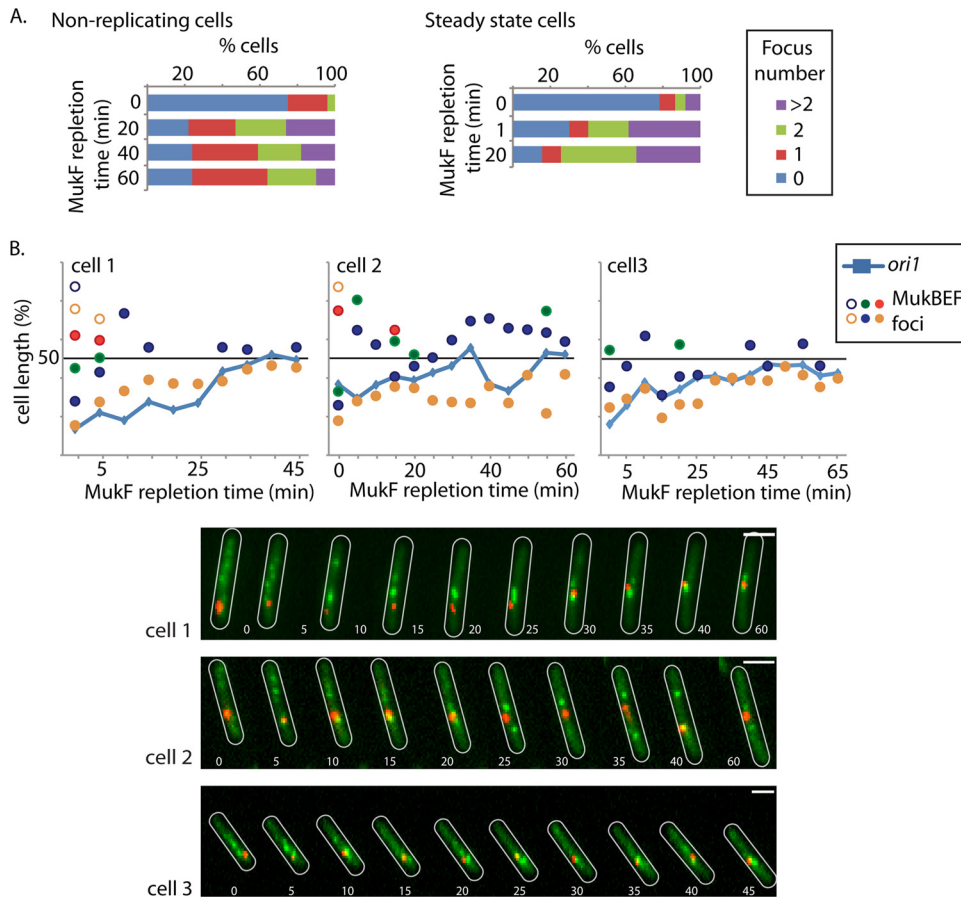 A.
Non-replicating cells
% cells
20 60 100
MukF repletion
time (min)
0
20
40
60
Steady state cells
% cells
20 60 100
MukF repletion
time (min)
0
1
20
Focus
number
>2
2
1
0
B.
cell 1
cell 2
cell3
ori1
MukBEF
foci
cell length (%)
50
5 25 45
0 20 40 60
5 25 45 65
MukF repletion time (min)
MukF repletion time (min)
MukF repletion time (min)
cell 1
0 5 10 15 20 25 30 35 40 60
cell 2
0 5 10 15 20 25 30 35 40 60
cell 3
0 5 10 15 20 25 30 35 40 45